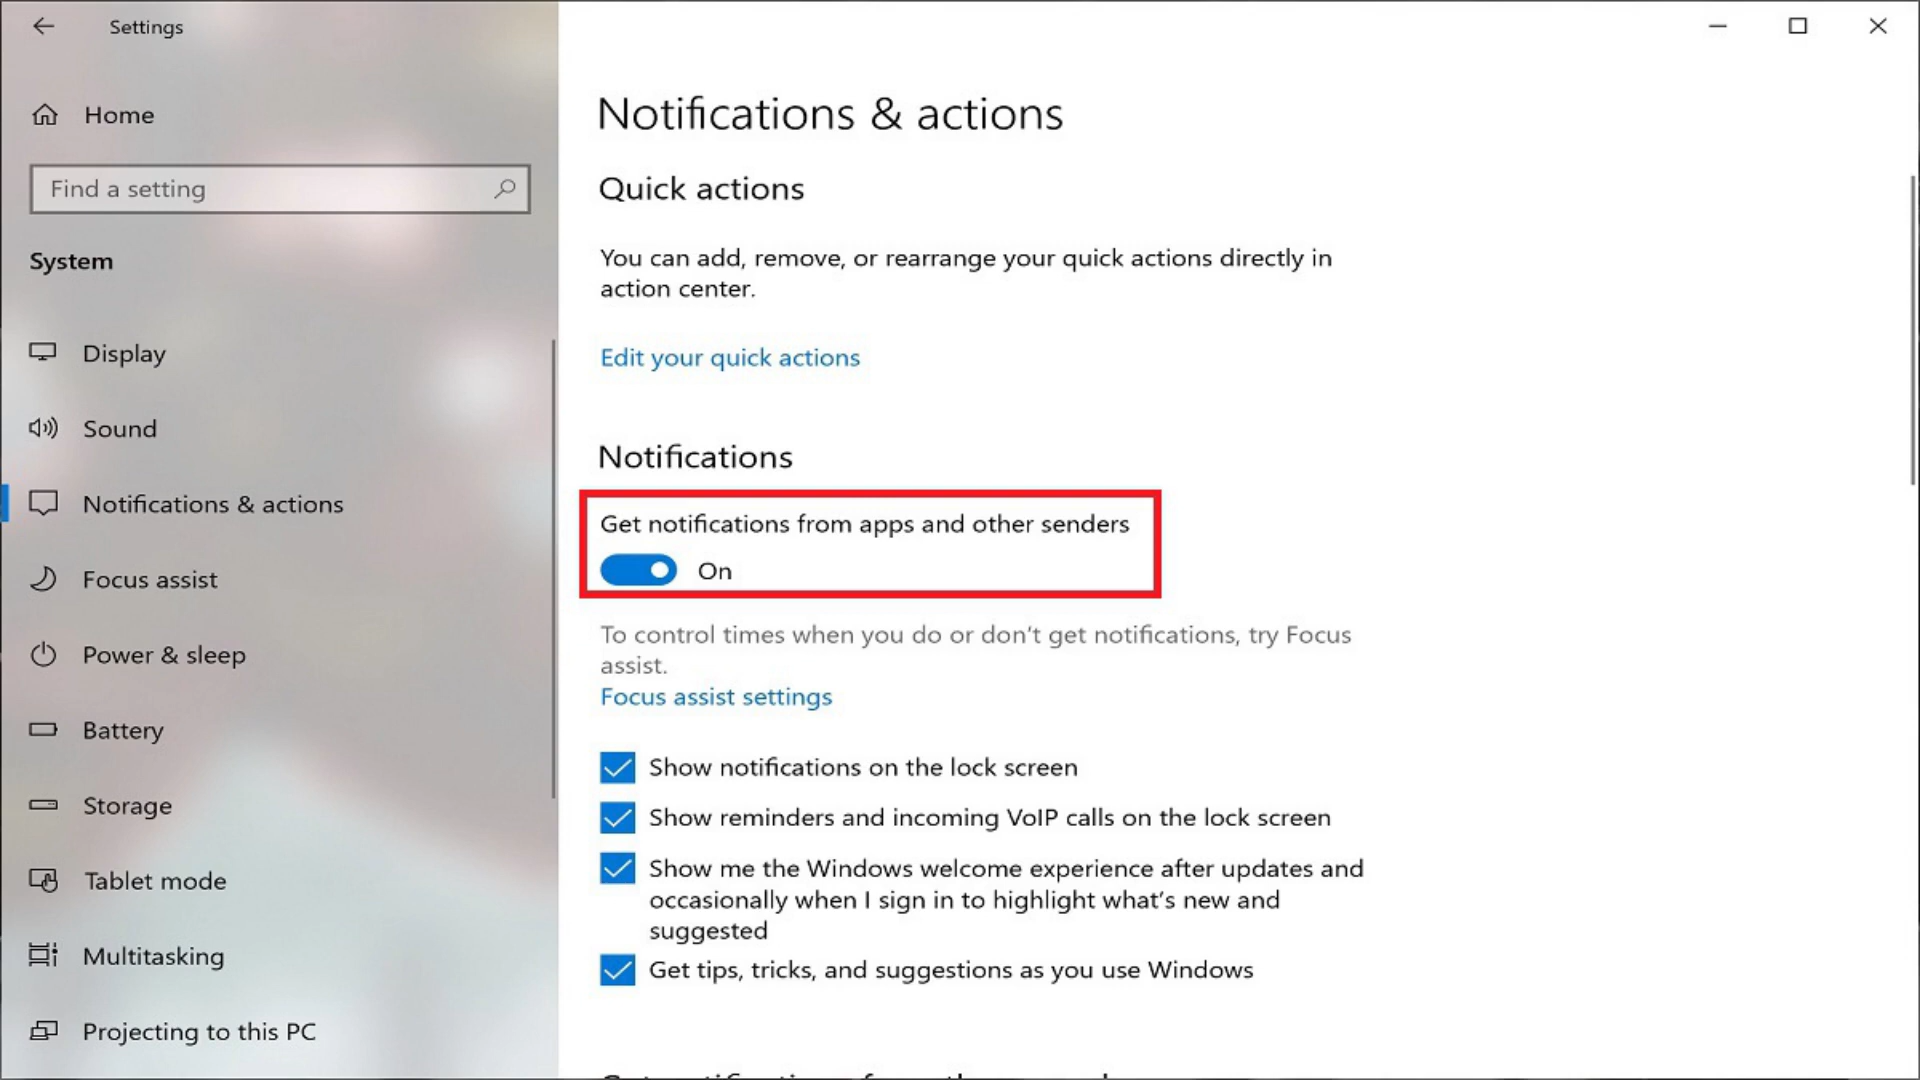 Settings
Home
Find a setting
System
Display
Sound
Notifications & actions
Focus assist
Power & sleep
Battery
Storage
Tablet mode
Multitasking
Projecting to this PC
Notifications & actions
Quick actions
You can add, remove, or rearrange your quick actions directly in
action center.
Edit your quick actions
Notifications
Get notifications from apps and other senders
On
To control times when you do or don't get notifications, try Focus
assist.
Focus assist settings
Show notifications on the lock screen
Show reminders and incoming VoIP calls on the lock screen
Show me the Windows welcome experience after updates and
occasionally when I sign in to highlight what's new and
suggested
Get tips, tricks, and suggestions as you use Windows